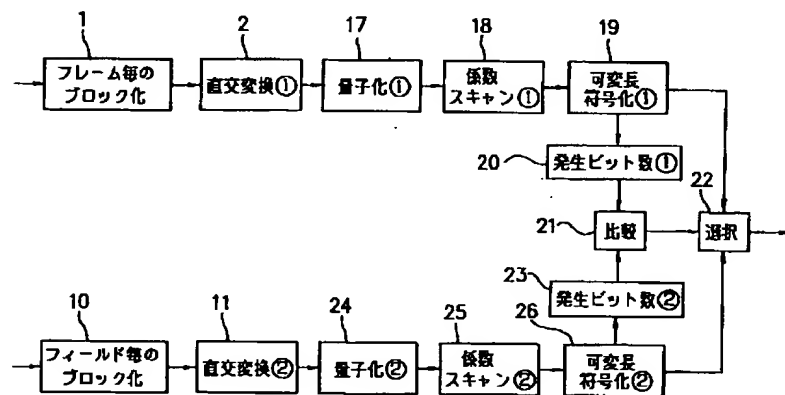 1
2
17
18
19
フレーム毎の
ブロック化
直交変換①
量子化①
係数
スキャン①
可変長
符号化①
20
発生ビット数①
22
21
比較
選択
23
発生ビット数②
10
11
24
25
26
フィールド毎の
ブロック化
直交変換②
量子化②
係数
スキャン②
可変長
符号化②